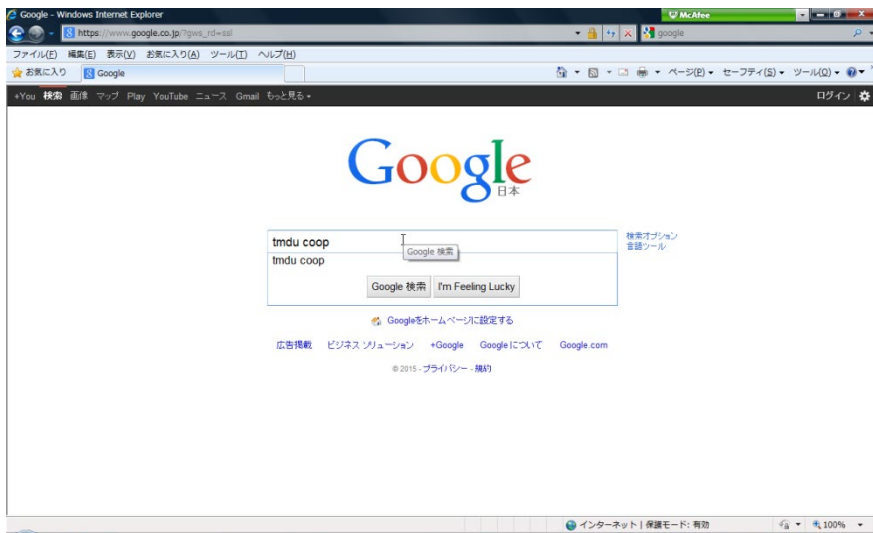 Google - Windows Internet Explorer
McAfee
https://www.google.co.jp/?gws_rd=ssl
google
ファイル(F) 編集(E) 表示(V) お気に入り(A) ツール(T) ヘルプ(H)
お気に入り Google ページ(P) セーフティ(S) ツール(O)
+You 検索 画像 マップ Play YouTube ニュース Gmail もっと見る ログイン
Google
日本
tmdu coop
検索オプション
言語ツール
Google 検索
tmdu coop
Google 検索 I'm Feeling Lucky
Googleをホームページに設定する
広告掲載 ビジネス ソリューション +Google Google について Google.com
© 2015 - プライバシー - 規約
インターネット | 保護モード: 有効 100%